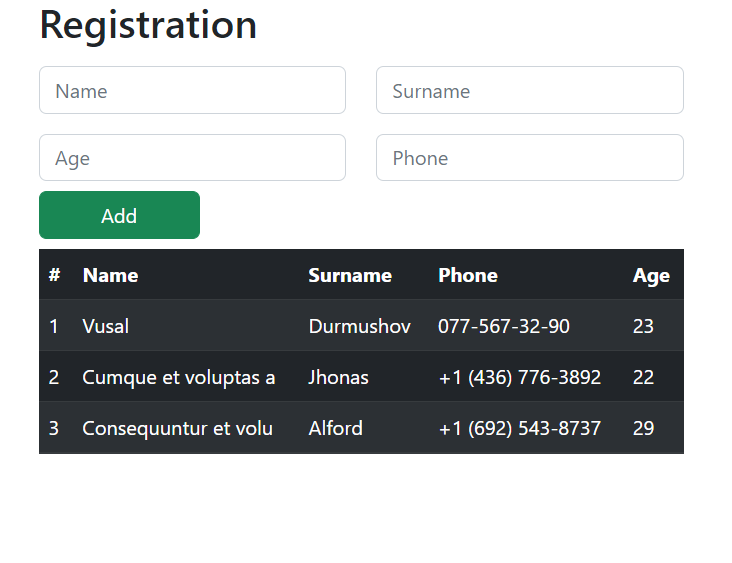 Registration
Name Surname
Age Phone
Add
# Name Surname Phone Age
1 Vusal Durmushov 077-567-32-90 23
2 Cumque et voluptas a Jhonas +1 (436) 776-3892 22
3 Consequuntur et volu Alford +1 (692) 543-8737 29